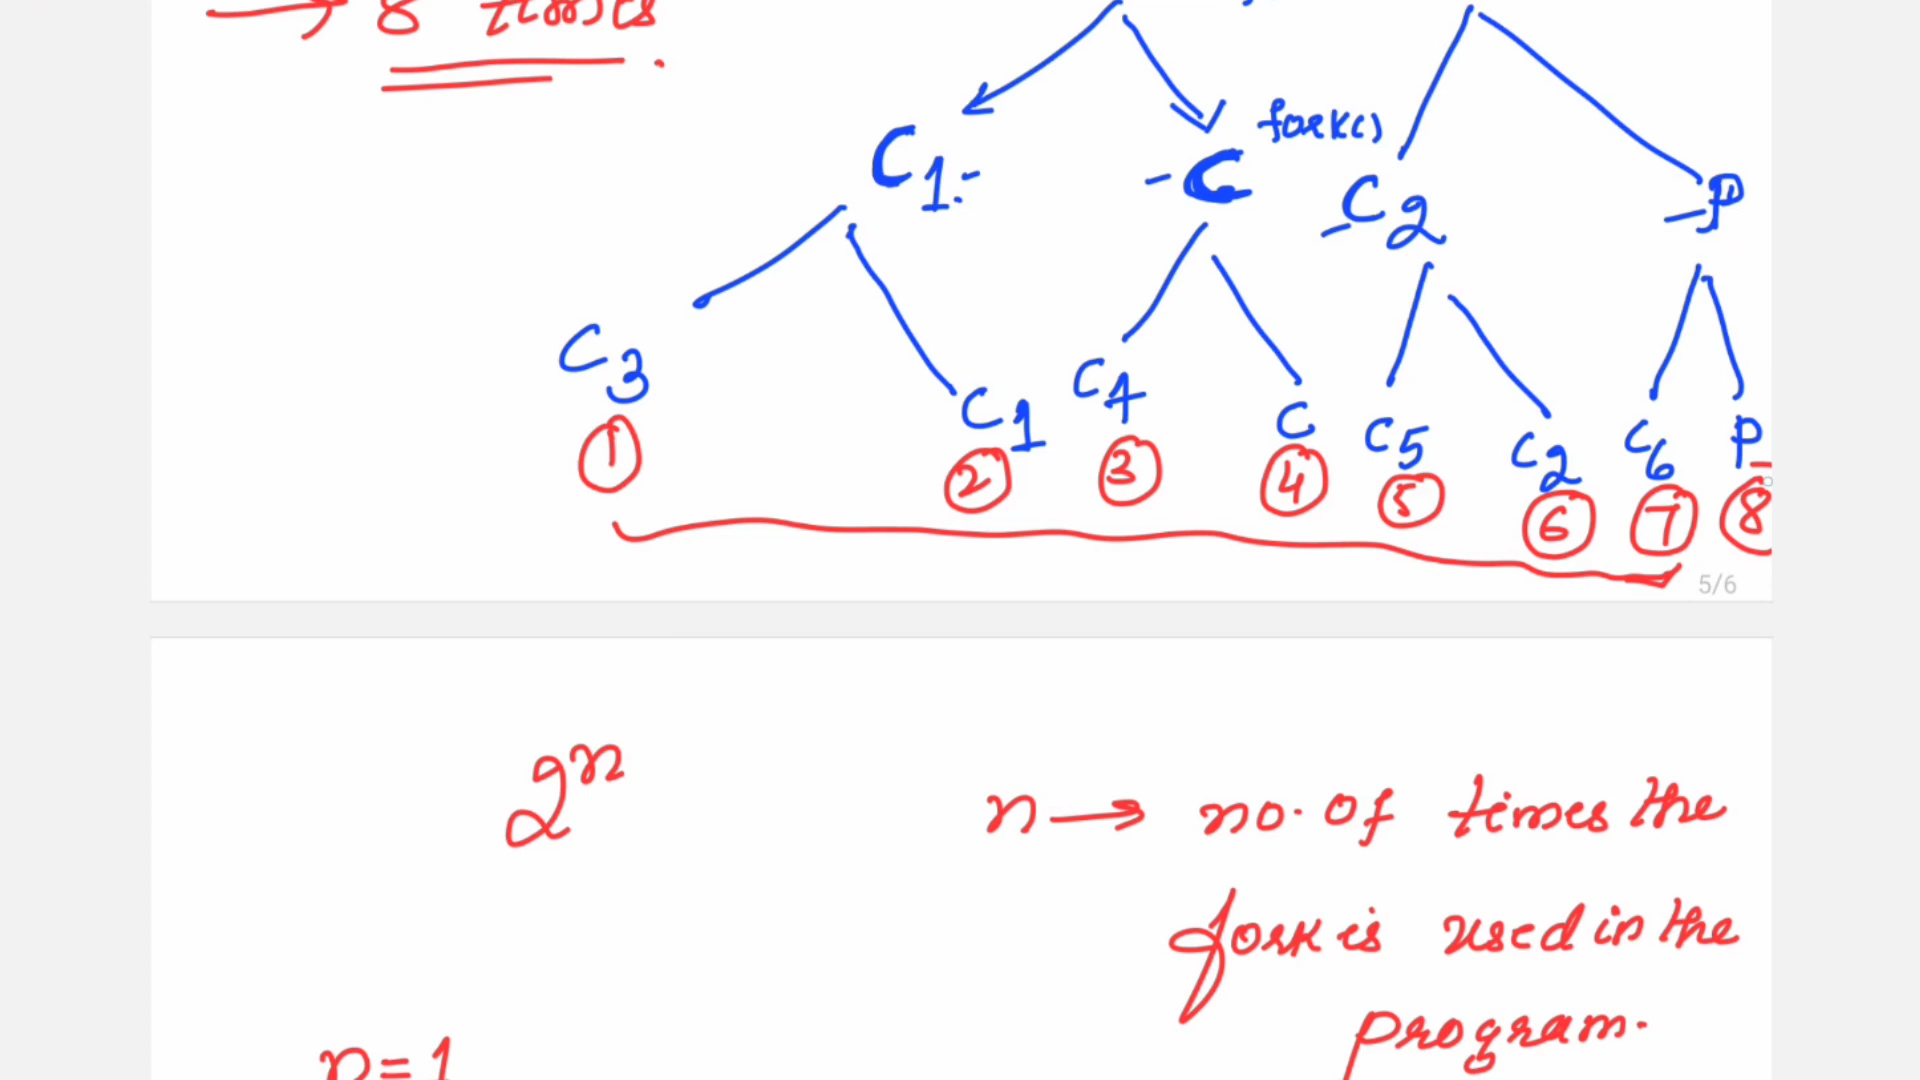 → 8 times.
fork()
C1
C
C2
P
C3
C1
C4
C
C5
C2
C6
P
1
2
3
4
5
6
7
8
5/6
2^n
n → no. of times the
fork is used in the
program.
n = 1